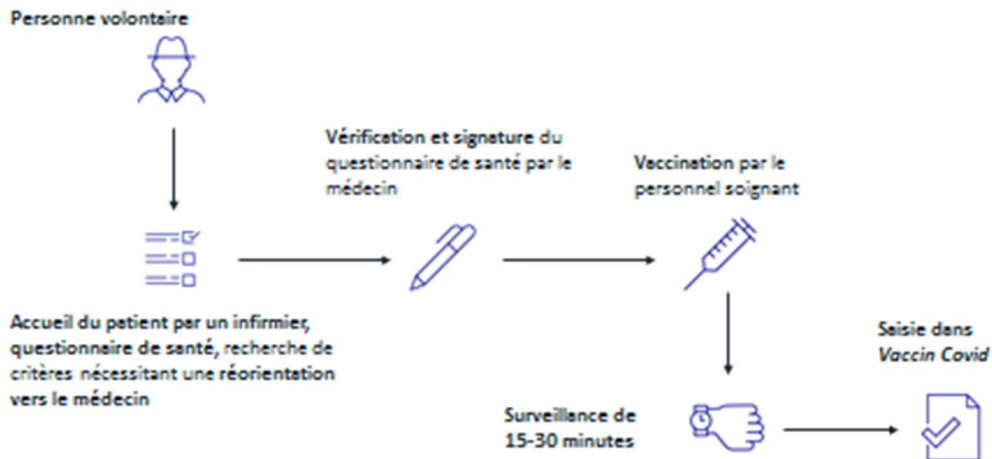 Personne volontaire
Vérification et signature du
questionnaire de santé par le
médecin
Vaccination par le
personnel soignant
Accueil du patient par un infirmier,
questionnaire de santé, recherche de
critères nécessitant une réorientation
vers le médecin
Surveillance de
15-30 minutes
Saisie dans
Vaccin Covid